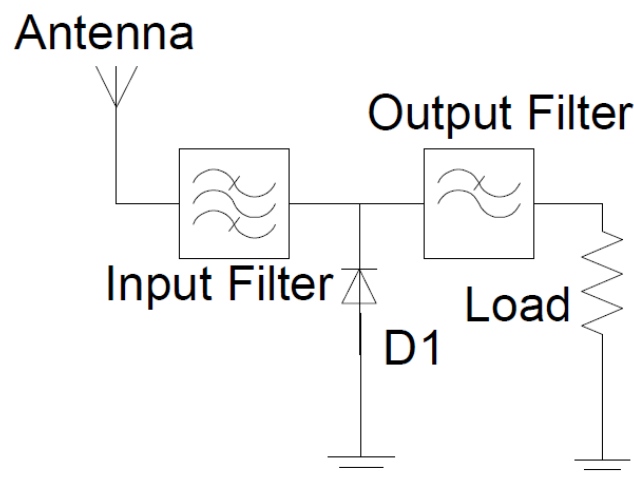 Antenna
Output Filter
Input Filter
Load
D1